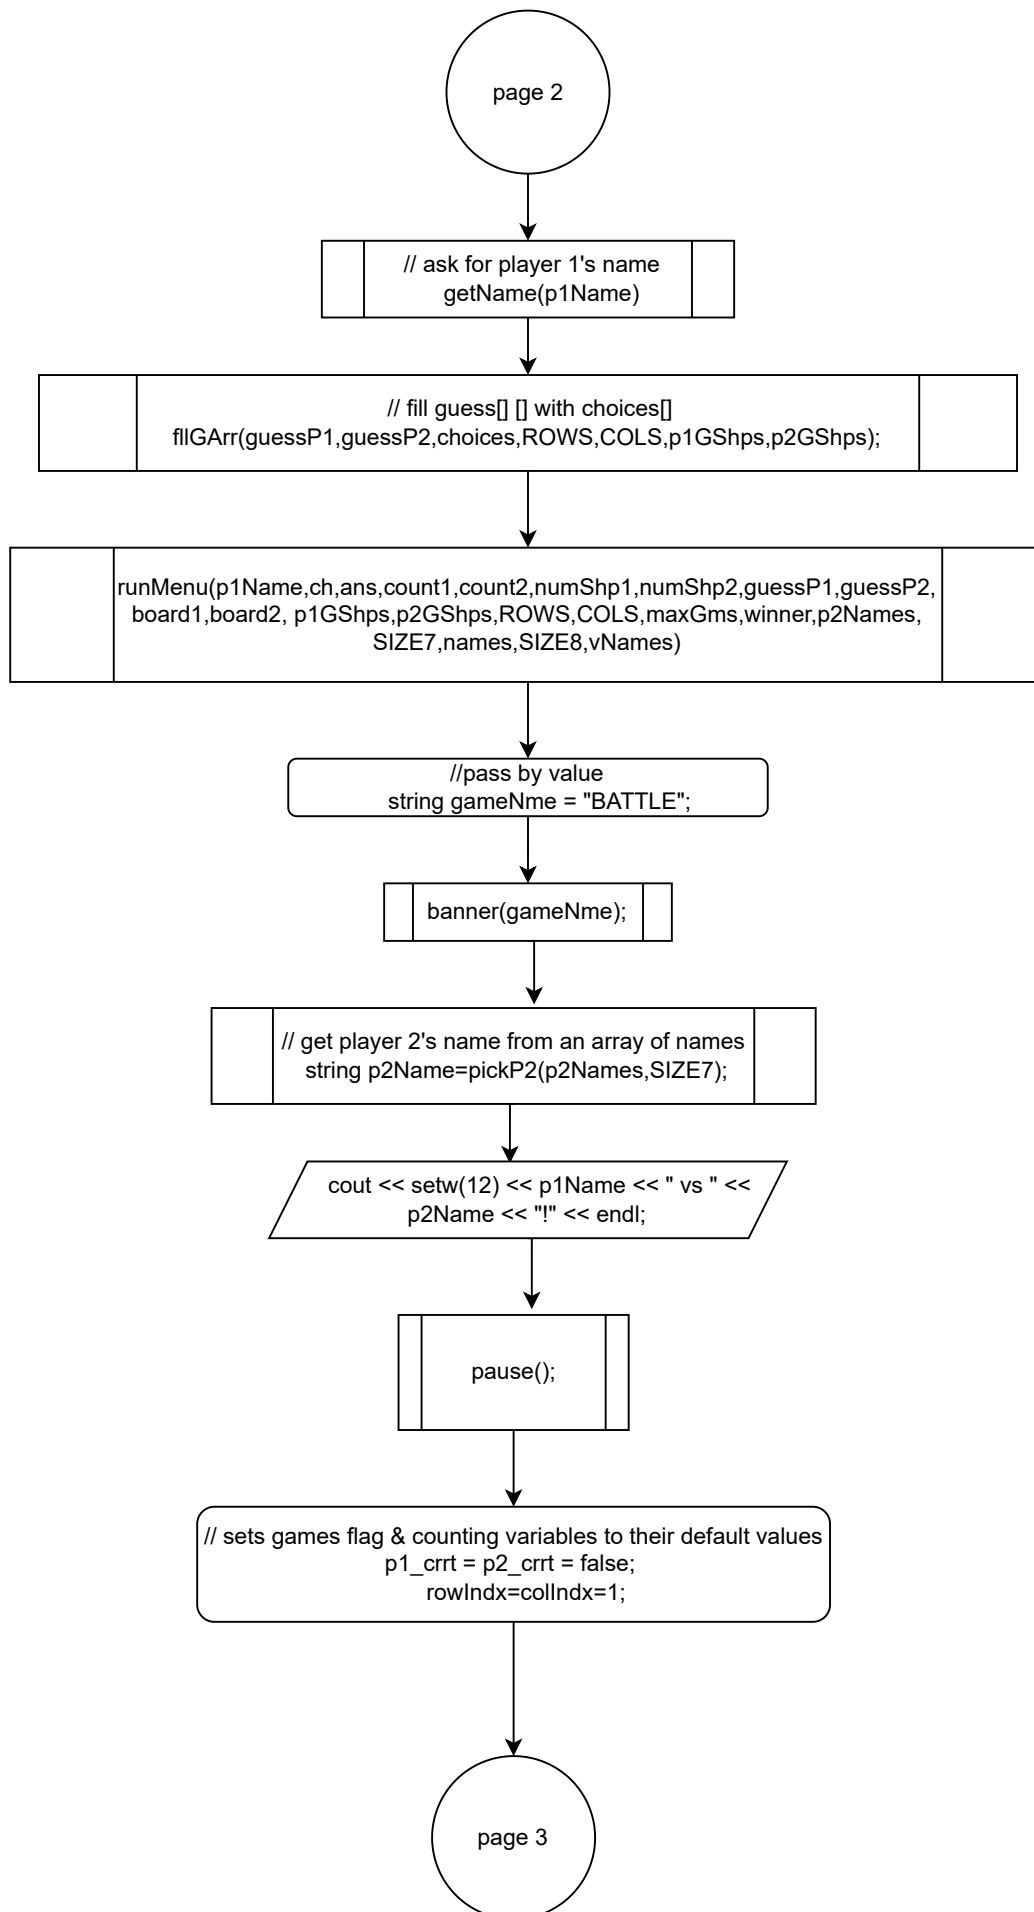 page 2
// ask for player 1's name
getName(p1Name)
// fill guess[] [] with choices[]
fllGArr(guessP1,guessP2,choices,ROWS,COLS,p1GShps,p2GShps);
runMenu(p1Name,ch,ans,count1,count2,numShp1,numShp2,guessP1,guessP2,
board1,board2, p1GShps,p2GShps,ROWS,COLS,maxGms,winner,p2Names,
SIZE7,names,SIZE8,vNames)
//pass by value
string gameNme = "BATTLE";
banner(gameNme);
// get player 2's name from an array of names
string p2Name=pickP2(p2Names,SIZE7);
cout << setw(12) << p1Name << " vs " <<
p2Name << "!" << endl;
pause();
// sets games flag & counting variables to their default values
p1_crrt = p2_crrt = false;
rowIndx=colIndx=1;
page 3